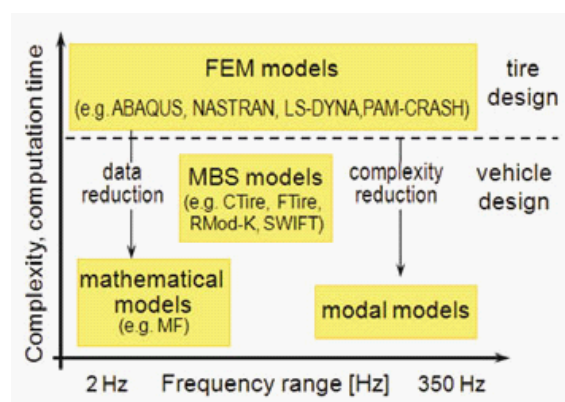 FEM models
(e.g. ABAQUS, NASTRAN, LS-DYNA,PAM-CRASH)
tire
design
data
reduction
MBS models
(e.g. CTire, FTire,
RMod-K, SWIFT)
complexity
reduction
vehicle
design
mathematical
models
(e.g. MF)
modal models
Complexity, computation time
2 Hz
Frequency range [Hz]
350 Hz